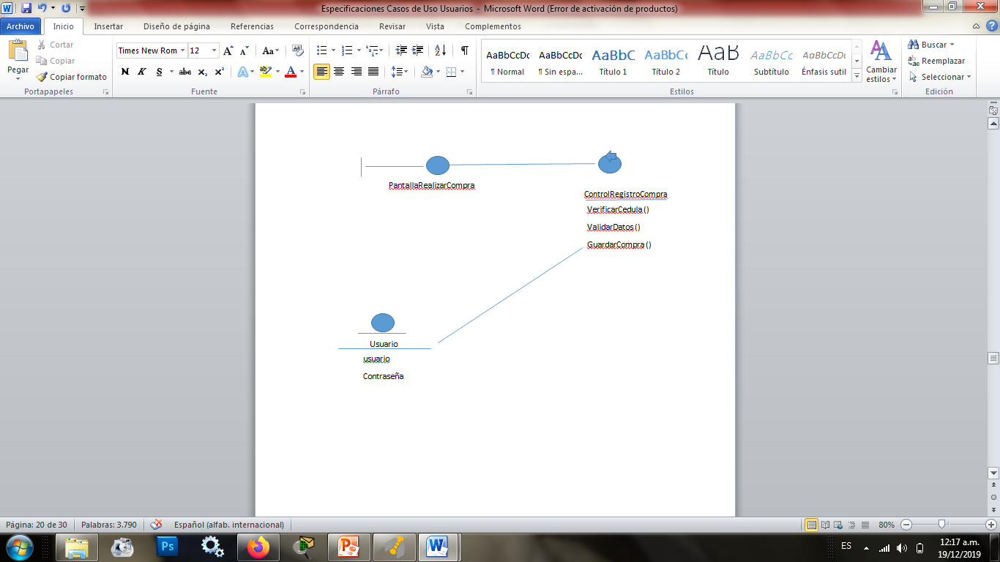 Especificaciones Casos de Uso Usuarios - Microsoft Word (Error de activación de productos)
Archivo Inicio Insertar Diseño de página Referencias Correspondencia Revisar Vista Complementos
Pegar
Cortar
Copiar
Copiar formato
Portapapeles
Times New Rom 12
N K S abc x₂ x²
Fuente
Párrafo
AaBbCcDc AaBbCcDc AaBbC AaBbCc AaB AaBbCc AaBbCcDc
¶ Normal ¶ Sin espa... Título 1 Título 2 Título Subtítulo Énfasis sutil
Estilos
Cambiar
estilos
Buscar
Reemplazar
Seleccionar
Edición
PantallaRealizarCompra
ControlRegistroCompra
VerificarCedula ()
ValidarDatos ()
GuardarCompra ()
Usuario
usuario
Contraseña
Página: 20 de 30 Palabras: 3.790 Español (alfab. internacional) 80%
Ps
ES
12:17 a.m.
19/12/2019